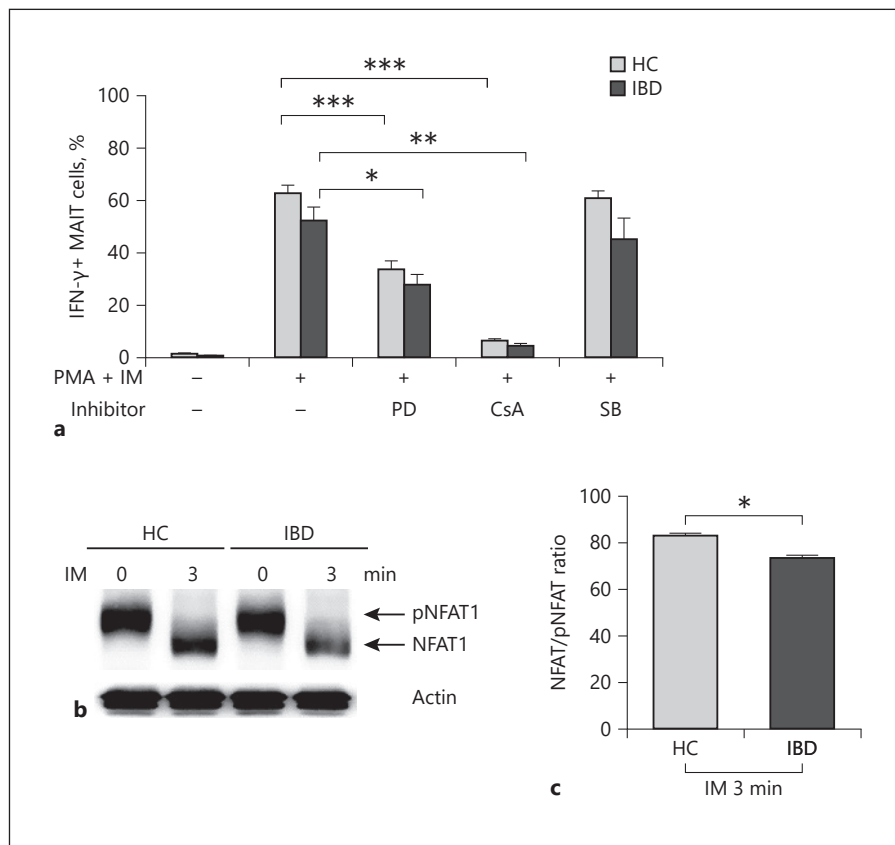 ***
HC
IBD
100
***
80
**
*
60
40
20
0
IFN-γ+ MAIT cells, %
PMA + IM – + + + +
Inhibitor – – PD CsA SB
a
HC IBD
IM 0 3 0 3 min
pNFAT1
NFAT1
Actin
b
100
*
80
60
40
20
0
NFAT/pNFAT ratio
HC IBD
IM 3 min
c